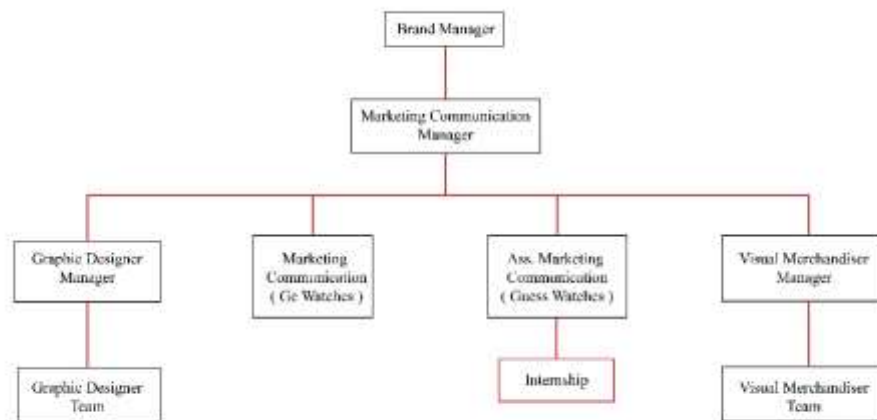 Brand Manager
Marketing Communication
Manager
Graphic Designer
Manager
Marketing
Communication
( Gc Watches )
Ass. Marketing
Communication
( Guess Watches )
Visual Merchandiser
Manager
Graphic Designer
Team
Internship
Visual Merchandiser
Team